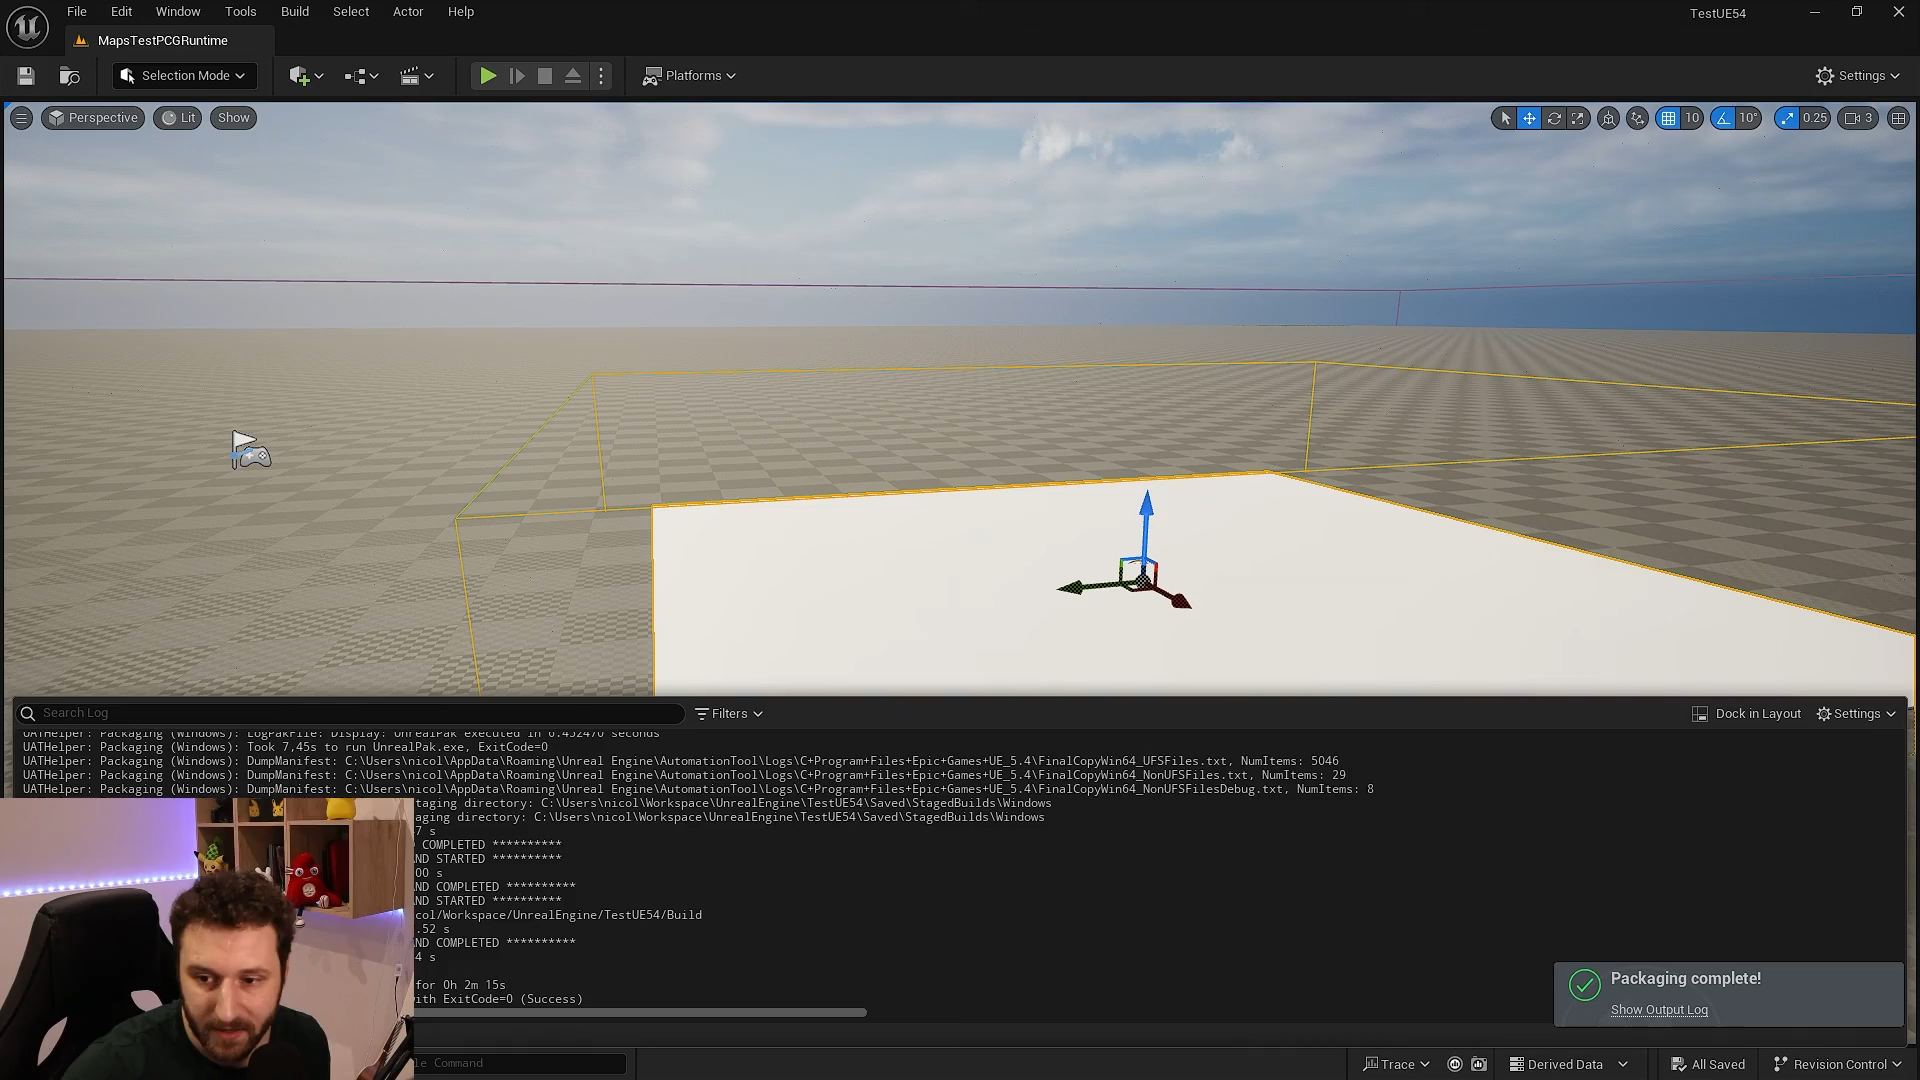 File Edit Window Tools Build Select Actor Help
TestUE54
MapsTestPCGRuntime
Selection Mode
Platforms
Settings
Perspective Lit Show
10 10° 0.25 3
Search Log
Filters
Dock in Layout
Settings
UATHelper: Packaging (Windows): LogPakFile: Display: UnrealPak executed in 6.452470 seconds
UATHelper: Packaging (Windows): Took 7,45s to run UnrealPak.exe, ExitCode=0
UATHelper: Packaging (Windows): DumpManifest: C:\Users\nicol\AppData\Roaming\Unreal Engine\AutomationTool\Logs\C+Program+Files+Epic+Games+UE_5.4\FinalCopyWin64_UFSFiles.txt, NumItems: 5046
UATHelper: Packaging (Windows): DumpManifest: C:\Users\nicol\AppData\Roaming\Unreal Engine\AutomationTool\Logs\C+Program+Files+Epic+Games+UE_5.4\FinalCopyWin64_NonUFSFiles.txt, NumItems: 29
UATHelper: Packaging (Windows): DumpManifest: C:\Users\nicol\AppData\Roaming\Unreal Engine\AutomationTool\Logs\C+Program+Files+Epic+Games+UE_5.4\FinalCopyWin64_NonUFSFilesDebug.txt, NumItems: 8
taging directory: C:\Users\nicol\Workspace\UnrealEngine\TestUE54\Saved\StagedBuilds\Windows
aging directory: C:\Users\nicol\Workspace\UnrealEngine\TestUE54\Saved\StagedBuilds\Windows
7 s
COMPLETED **********
ND STARTED **********
00 s
AND COMPLETED **********
AND STARTED **********
col/Workspace/UnrealEngine/TestUE54/Build
.52 s
ND COMPLETED **********
4 s
for 0h 2m 15s
with ExitCode=0 (Success)
Packaging complete!
Show Output Log
le Command
Trace
Derived Data
All Saved
Revision Control